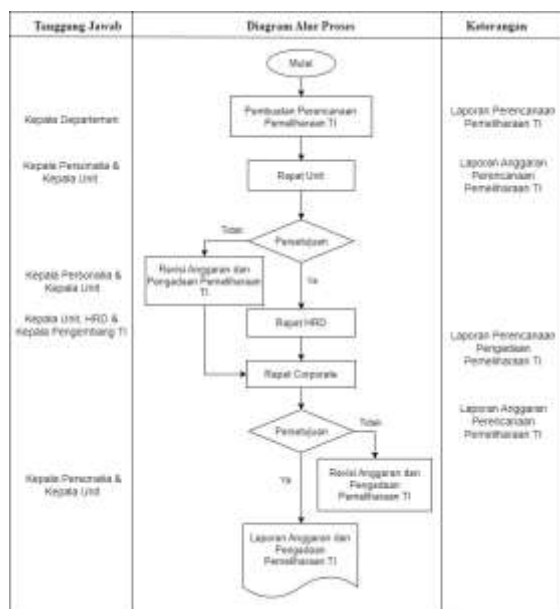 Tanggung Jawab
Diagram Alur Proses
Keterangan
Mulai
Kepala Departemen
Pembuatan Perencanaan
Pemeliharaan TI
Laporan Perencanaan
Pemeliharaan TI
Kepala Personalia &
Kepala Unit
Rapat Unit
Laporan Anggaran
Perencanaan
Pemeliharaan TI
Persetujuan
Tidak
Ya
Kepala Personalia &
Kepala Unit
Revisi Anggaran dan
Pengadaan Pemeliharaan
TI
Kepala Unit, HRD &
Kepala Pengembang TI
Rapat HRD
Laporan Perencanaan
Pengadaan
Pemeliharaan TI
Rapat Corporate
Laporan Anggaran
Perencanaan
Pemeliharaan TI
Persetujuan
Tidak
Ya
Kepala Personalia &
Kepala Unit
Revisi Anggaran dan
Pengadaan
Pemeliharaan TI
Laporan Anggaran dan
Pengadaan
Pemeliharaan TI